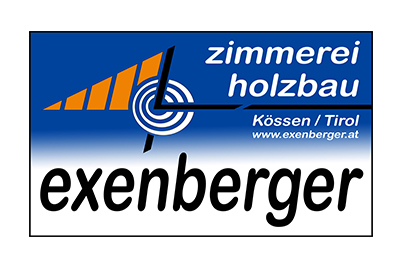 zimmerei
holzbau
Kössen / Tirol
www.exenberger.at
exenberger